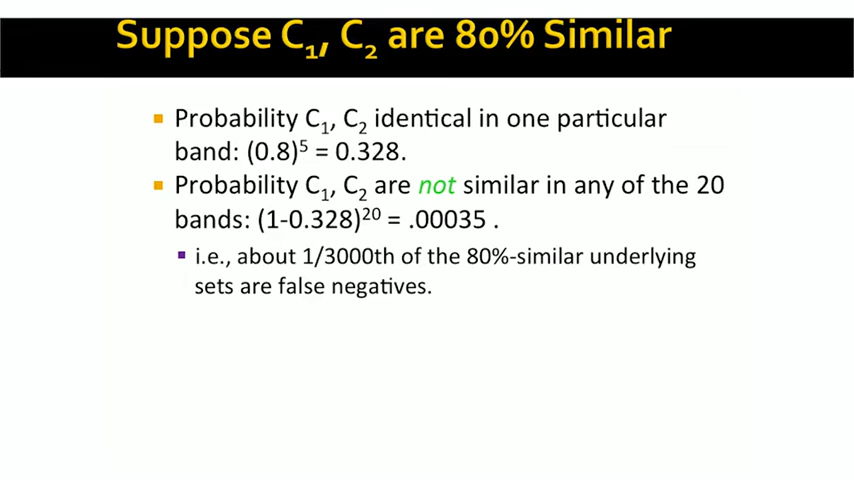 Suppose C₁, C₂ are 80% Similar
▪ Probability C₁, C₂ identical in one particular
band: (0.8)⁵ = 0.328.
▪ Probability C₁, C₂ are not similar in any of the 20
bands: (1-0.328)²⁰ = .00035 .
▪ i.e., about 1/3000th of the 80%-similar underlying
sets are false negatives.